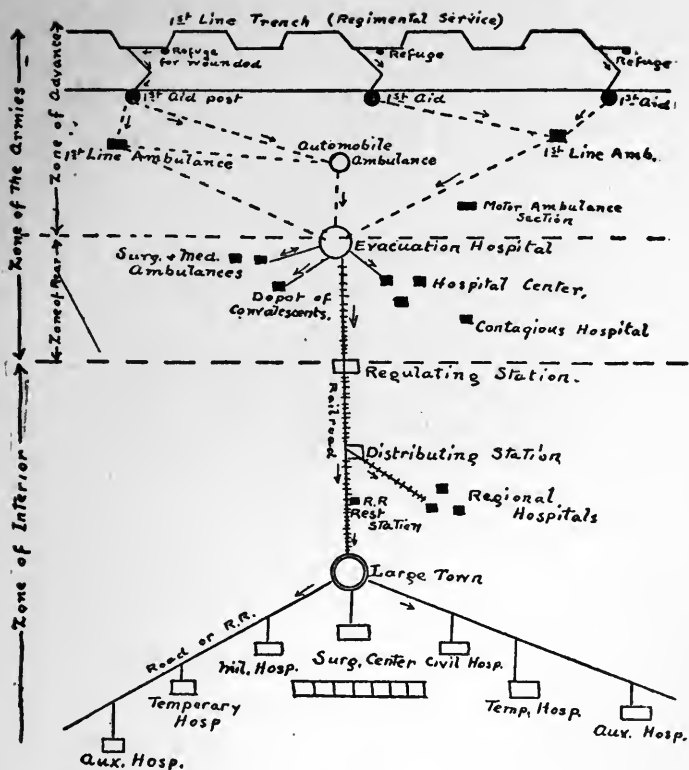 1st Line Trench (Regimental Service)
Refuge
for wounded
Refuge
Refuge
1st Aid post
1st Aid
1st Aid
1st Line Ambulance
Automobile
Ambulance
1st Line Amb.
Motor Ambulance
Section
Evacuation Hospital
Surg. + Med.
Ambulances
Depot of
Convalescents.
Hospital
Center.
Contagious Hospital
Regulating Station.
Railroad
Distributing Station
R.R
Rest
Station
Regional
Hospitals
Large Town
Road or R.R.
Mil. Hosp.
Surg. Center
Civil Hosp.
Temporary
Hosp
Temp. Hosp.
Aux. Hosp.
Aux. Hosp.
Zone of The Armies
Zone of Advance
Zone of Rear
Zone of Interior